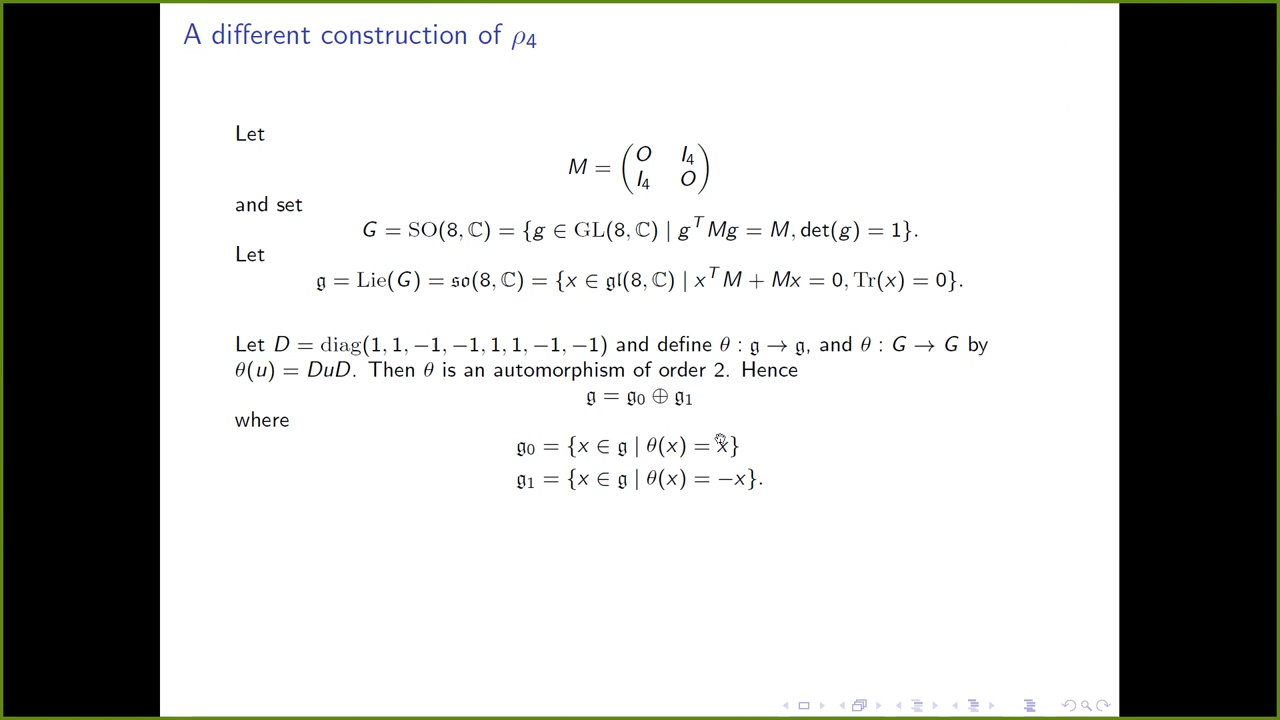 A different construction of ρ₄
Let
M = ( O I₄
I₄ O )
and set
G = SO(8, ℂ) = {g ∈ GL(8, ℂ) | gᵀMg = M, det(g) = 1}.
Let
𝔤 = Lie(G) = 𝔰𝔬(8, ℂ) = {x ∈ 𝔤𝔩(8, ℂ) | xᵀM + Mx = 0, Tr(x) = 0}.
Let D = diag(1, 1, −1, −1, 1, 1, −1, −1) and define θ : 𝔤 → 𝔤, and θ : G → G by
θ(u) = DuD. Then θ is an automorphism of order 2. Hence
𝔤 = 𝔤₀ ⊕ 𝔤₁
where
𝔤₀ = {x ∈ 𝔤 | θ(x) = x}
𝔤₁ = {x ∈ 𝔤 | θ(x) = −x}.